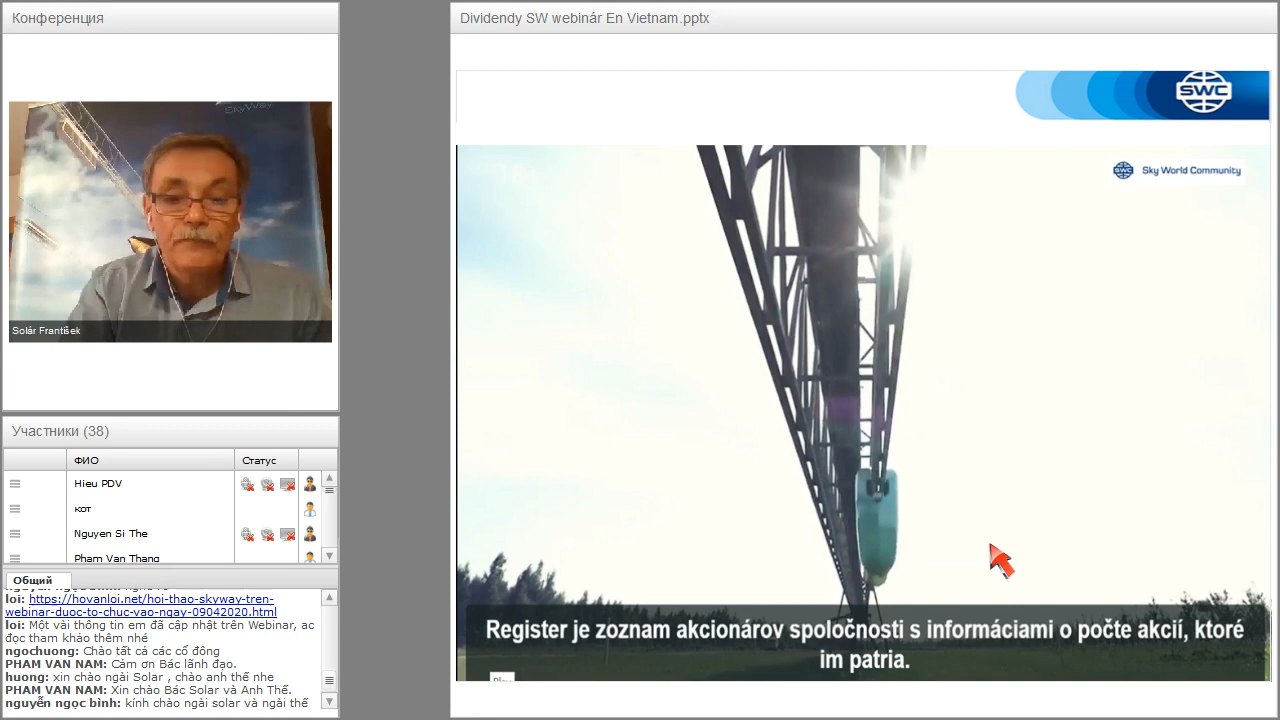 Конференция
SkyWay
Solár František
Участники (38)
ФИО
Статус
Hieu PDV
кот
Nguyen Si The
Pham Van Thang
Общий
loi: https://hovanloi.net/hoi-thao-skyway-tren-
webinar-duoc-to-chuc-vao-ngay-09042020.html
loi: Một vài thông tin em đã cập nhật trên Webinar, ac
đọc tham khảo thêm nhé
ngochuong: Chào tất cả các cổ đông
PHAM VAN NAM: Cảm ơn Bác lãnh đạo.
huong: xin chào ngài Solar , chào anh thế nhe
PHAM VAN NAM: Xin chào Bác Solar và Anh Thế.
nguyễn ngọc bình: kính chào ngài solar và ngài thế
Dividendy SW webinár En Vietnam.pptx
SWC
SWC Sky World Community
Register je zoznam akcionárov spoločnosti s informáciami o počte akcií, ktoré
im patria.
Play